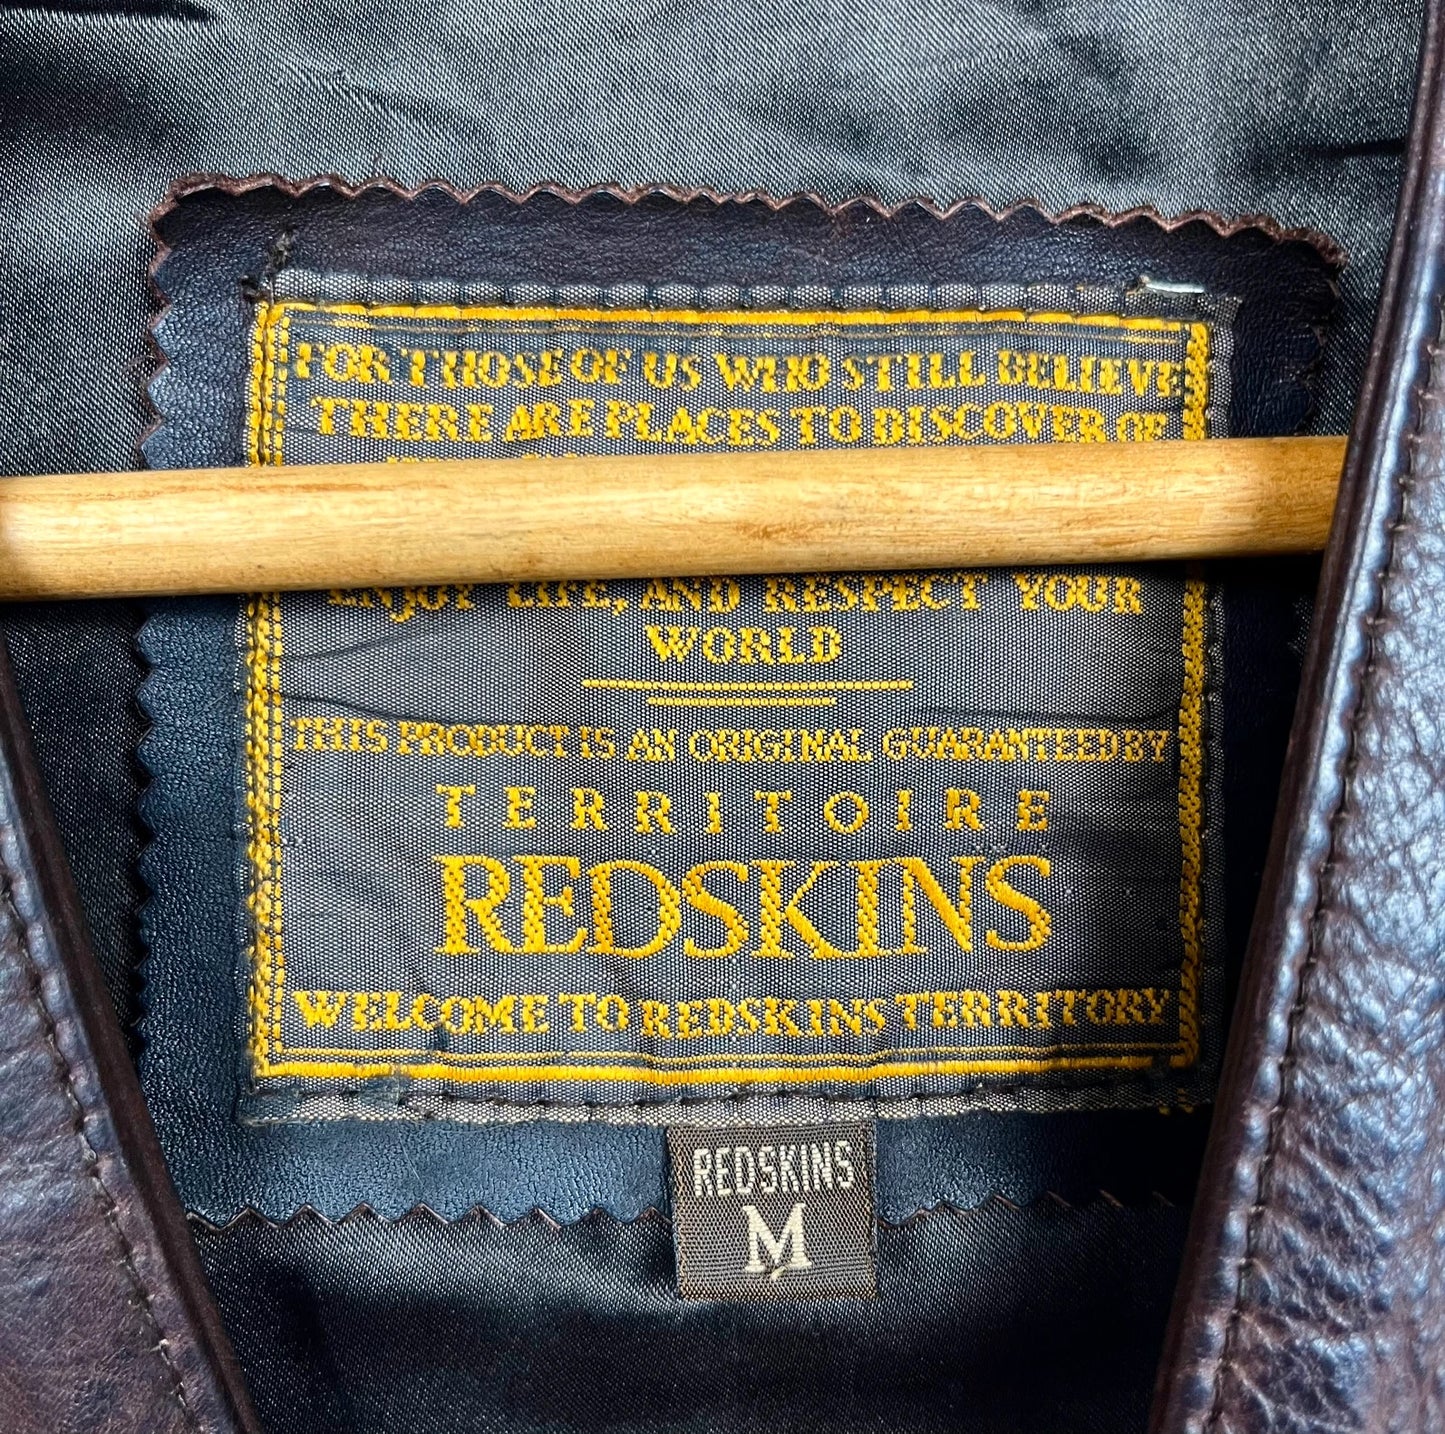 FOR THOSE OF US WHO STILL BELIEVE
THERE ARE PLACES TO DISCOVER OR
ENJOY LIFE, AND RESPECT YOUR
WORLD
THIS PRODUCT IS AN ORIGINAL GUARANTEED BY
TERRITOIRE
REDSKINS
WELCOME TO REDSKINS TERRITORY
REDSKINS
M